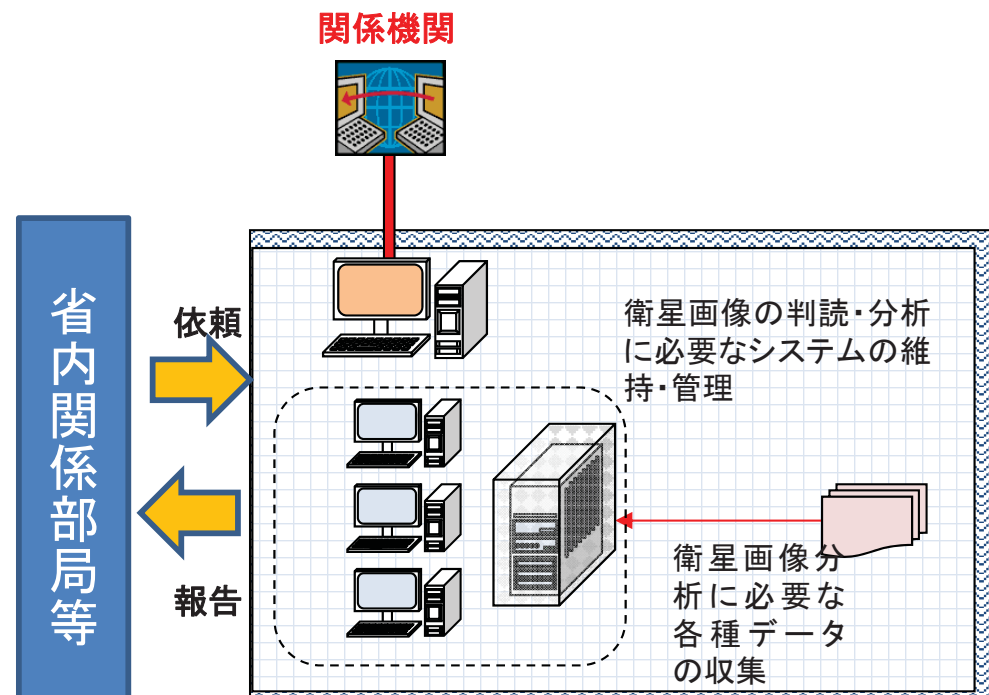 関係機関
省内関係部局等
依頼
報告
衛星画像の判読・分析
に必要なシステムの維
持・管理
衛星画像分
析に必要な
各種データ
の収集